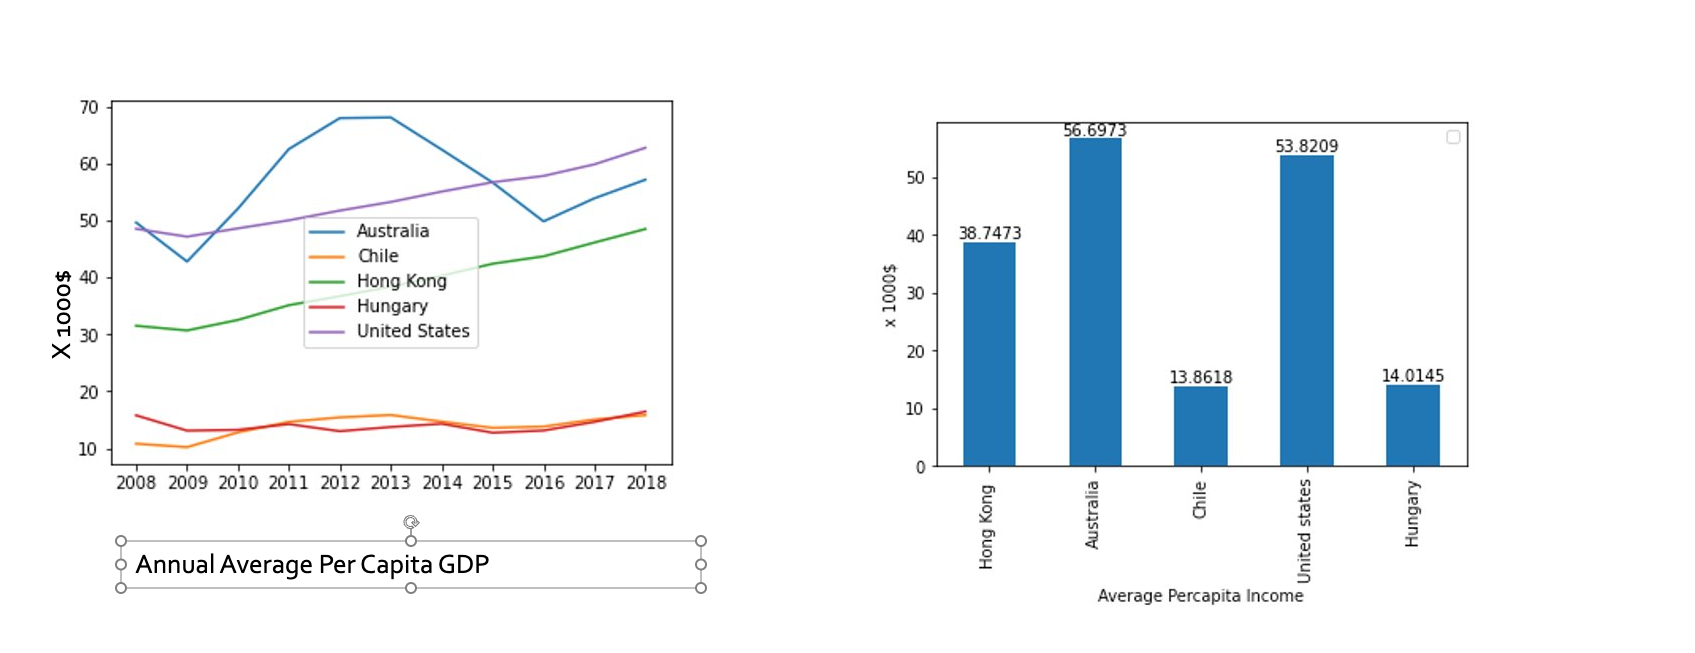 70
60
50
40
30
20
10
X 1000$
Australia
Chile
Hong Kong
Hungary
United States
2008 2009 2010 2011 2012 2013 2014 2015 2016 2017 2018
Annual Average Per Capita GDP
56.6973
53.8209
38.7473
13.8618
14.0145
50
40
30
20
10
0
x 1000$
Hong Kong
Australia
Chile
United states
Hungary
Average Percapita Income